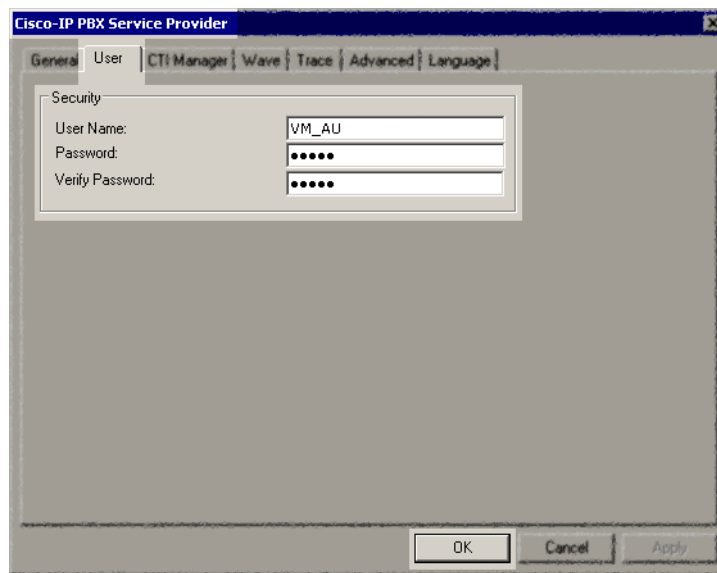 Cisco-IP PBX Service Provider
General User CTI Manager Wave Trace Advanced Language
Security
User Name: VM_AU
Password: •••••
Verify Password: •••••
OK Cancel Apply